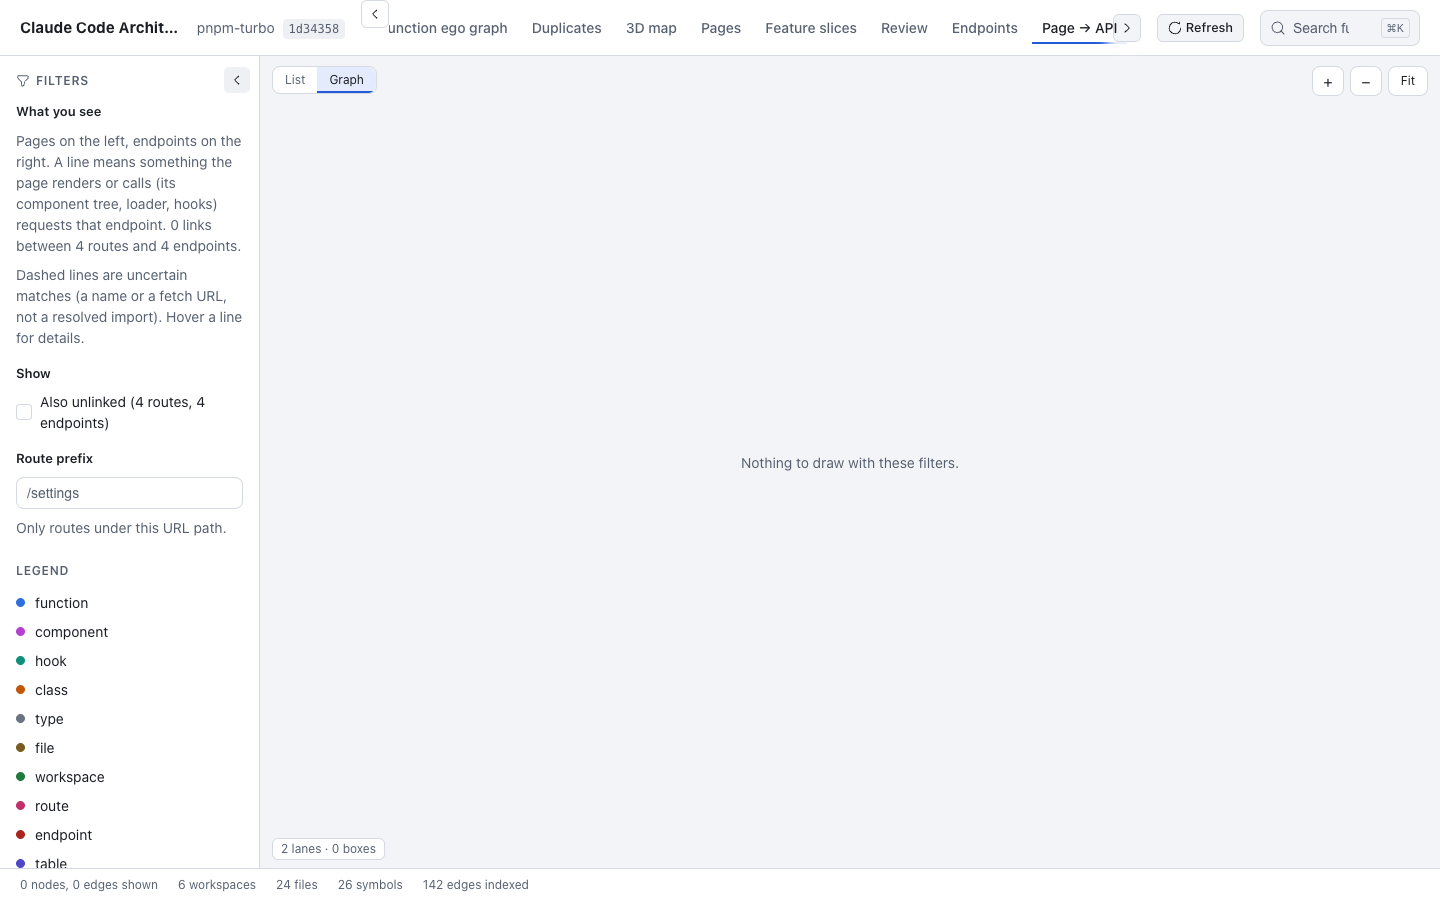 Claude Code Archit...
pnpm-turbo
1d34358
unction ego graph
Duplicates
3D map
Pages
Feature slices
Review
Endpoints
Page → API
Refresh
⌘K
FILTERS
What you see
Pages on the left, endpoints on the
right. A line means something the
page renders or calls (its
component tree, loader, hooks)
requests that endpoint. 0 links
between 4 routes and 4 endpoints.
Dashed lines are uncertain
matches (a name or a fetch URL,
not a resolved import). Hover a line
for details.
Show
Also unlinked (4 routes, 4
endpoints)
Route prefix
/settings
Only routes under this URL path.
LEGEND
function
component
hook
class
type
file
workspace
route
endpoint
table
List
Graph
+
−
Fit
Nothing to draw with these filters.
2 lanes · 0 boxes
0 nodes, 0 edges shown
6 workspaces
24 files
26 symbols
142 edges indexed
Search